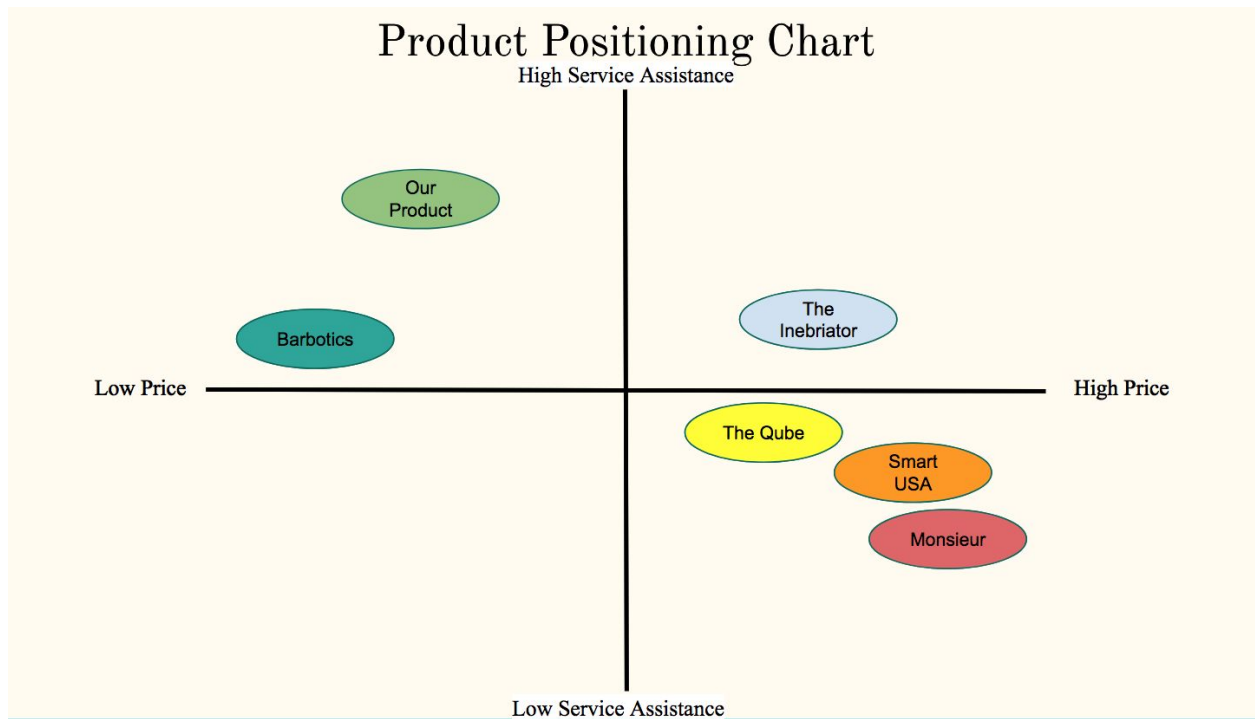 Product Positioning Chart
High Service Assistance
Our
Product
The
Inebriator
Barbotics
Low Price
High Price
The Qube
Smart
USA
Monsieur
Low Service Assistance